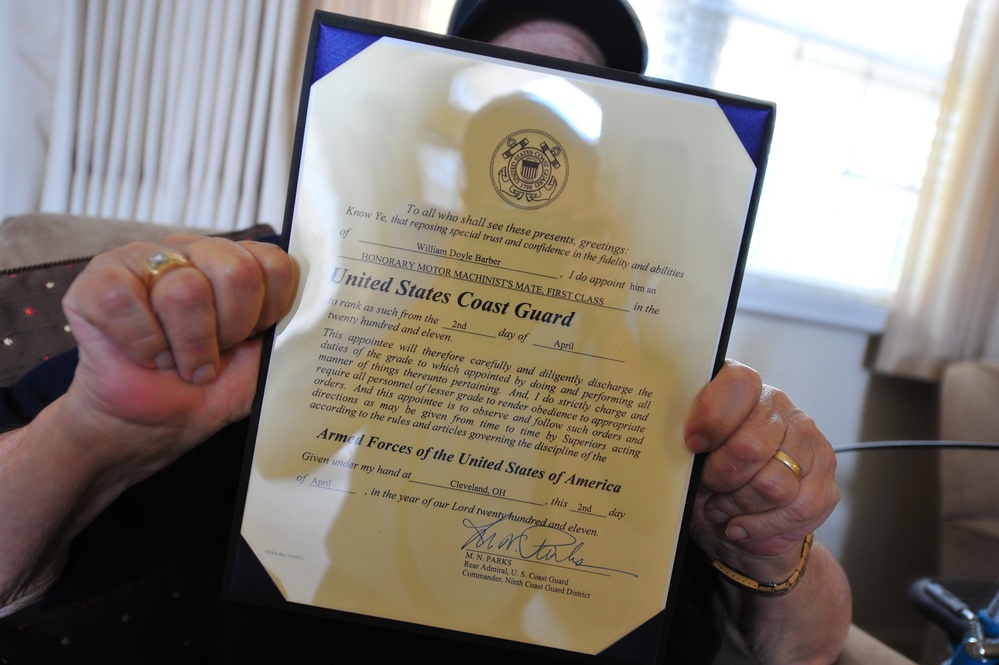 UNITED STATES COAST GUARD
1790
To all who shall see these presents, greetings:
Know Ye, that reposing special trust and confidence in the fidelity and abilities
of William Doyle Barber , I do appoint him an
HONORARY MOTOR MACHINIST'S MATE, FIRST CLASS in the
United States Coast Guard
to rank as such from the 2nd day of April
twenty hundred and eleven.
This appointee will therefore carefully and diligently discharge the
duties of the grade to which appointed by doing and performing all
manner of things thereunto pertaining. And, I do strictly charge and
require all personnel of lesser grade to render obedience to appropriate
orders. And this appointee is to observe and follow such orders and
directions as may be given from time to time by Superiors acting
according to the rules and articles governing the discipline of the
Armed Forces of the United States of America
Given under my hand at Cleveland, OH , this 2nd day
of April , in the year of our Lord twenty hundred and eleven.
M. N. PARKS
Rear Admiral, U. S. Coast Guard
Commander, Ninth Coast Guard District